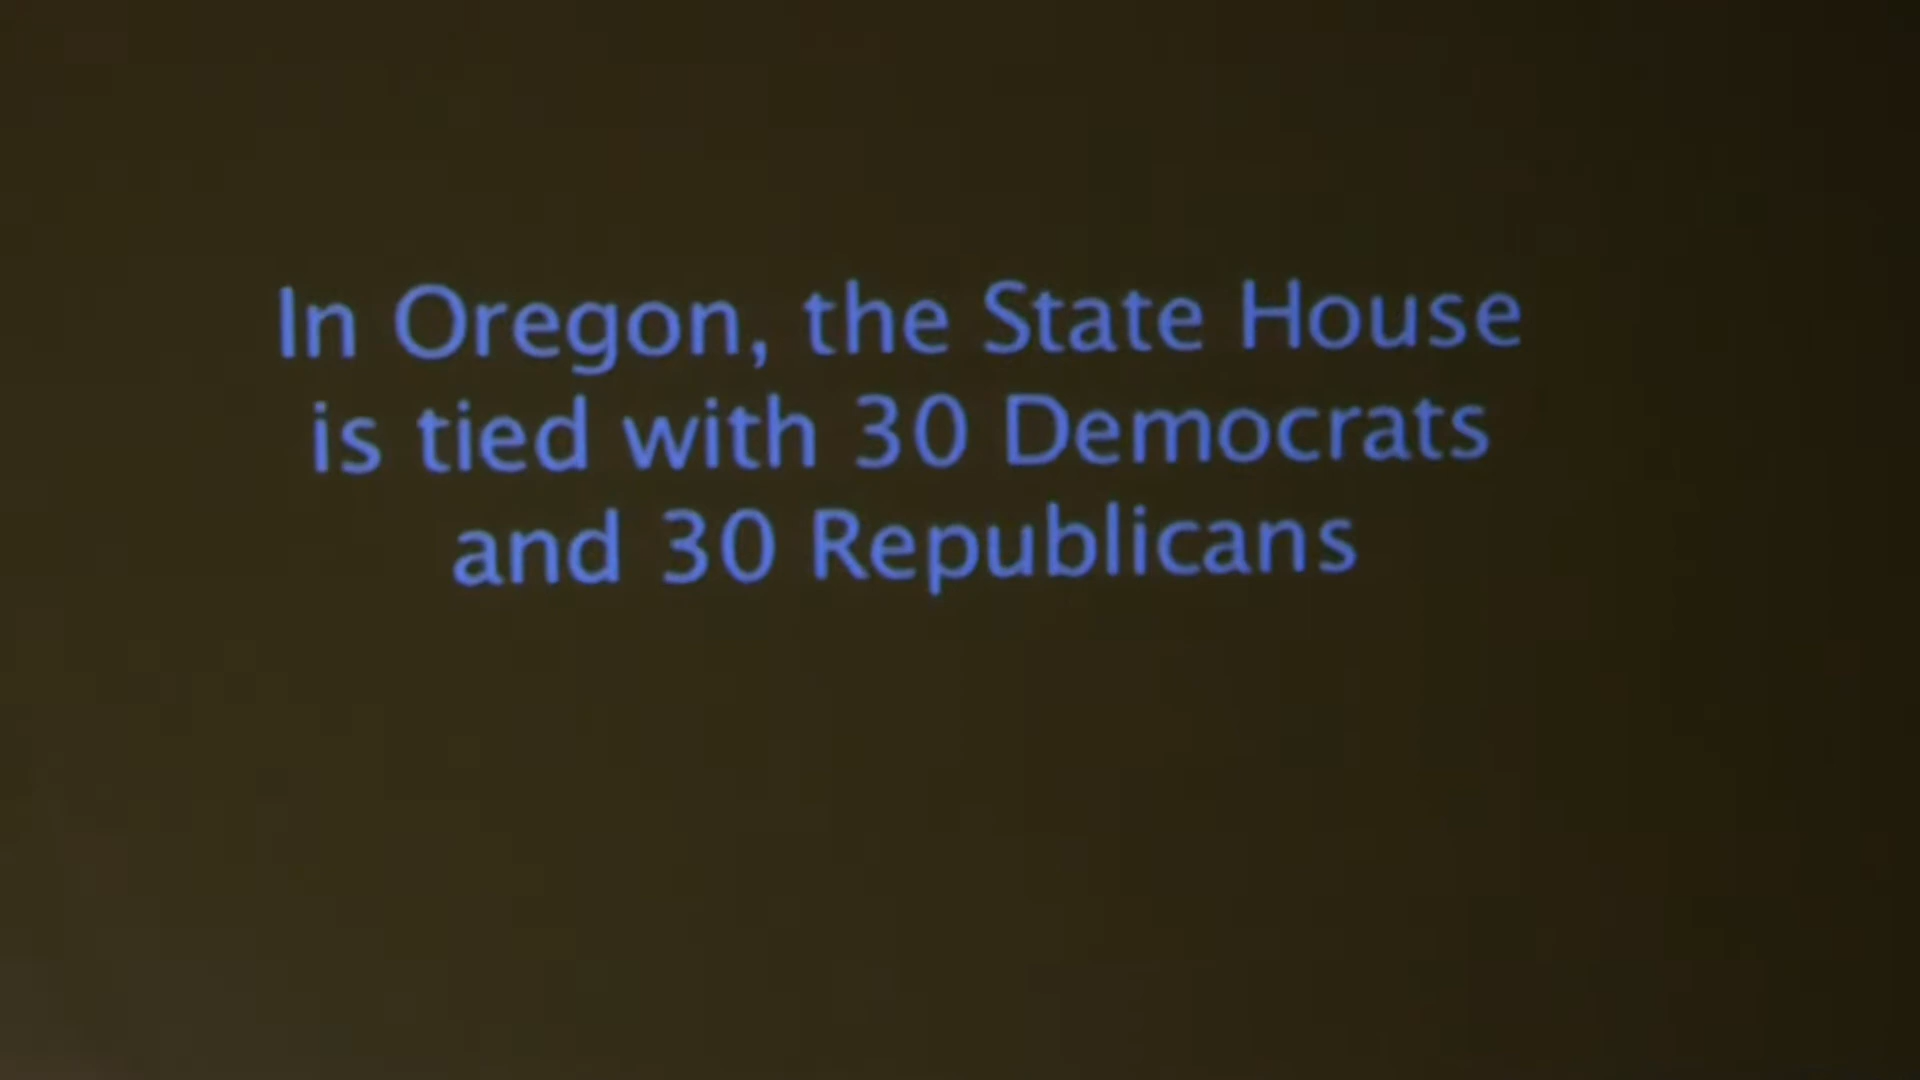 In Oregon, the State House
is tied with 30 Democrats
and 30 Republicans